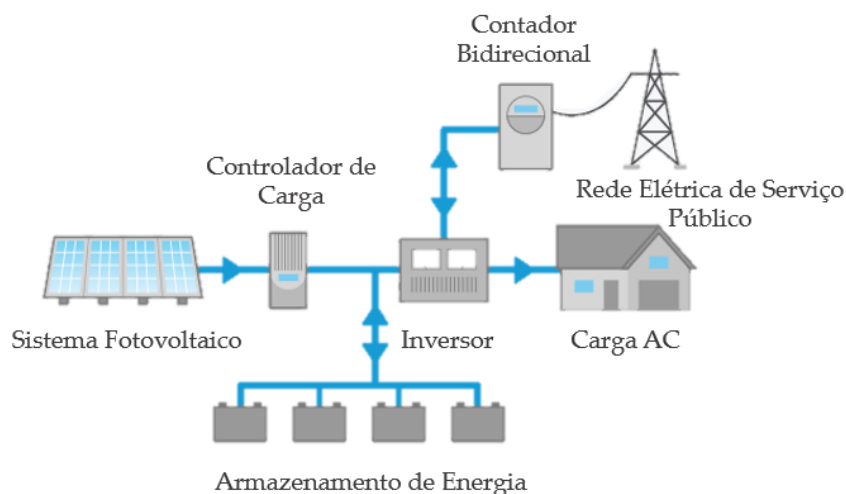 Contador
Bidirecional
Controlador de
Carga
Rede Elétrica de Serviço
Público
Sistema Fotovoltaico
Inversor
Carga AC
Armazenamento de Energia